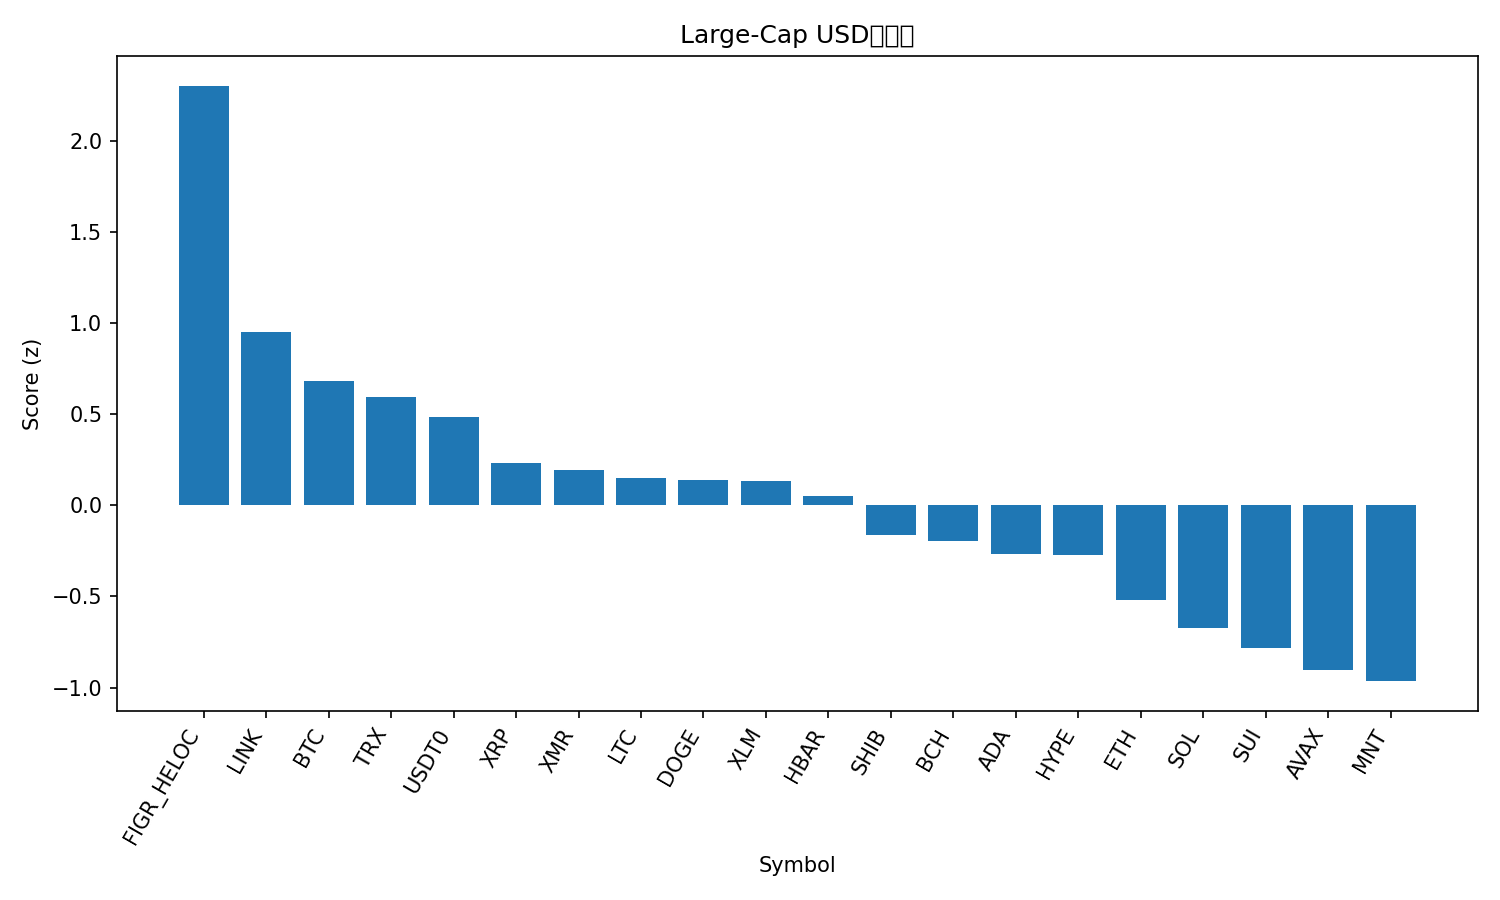 Large-Cap USD
Score (z)
2.0
1.5
1.0
0.5
0.0
−0.5
−1.0
FIGR_HELOC
LINK
BTC
TRX
USDT0
XRP
XMR
LTC
DOGE
XLM
HBAR
SHIB
BCH
ADA
HYPE
ETH
SOL
SUI
AVAX
MNT
Symbol